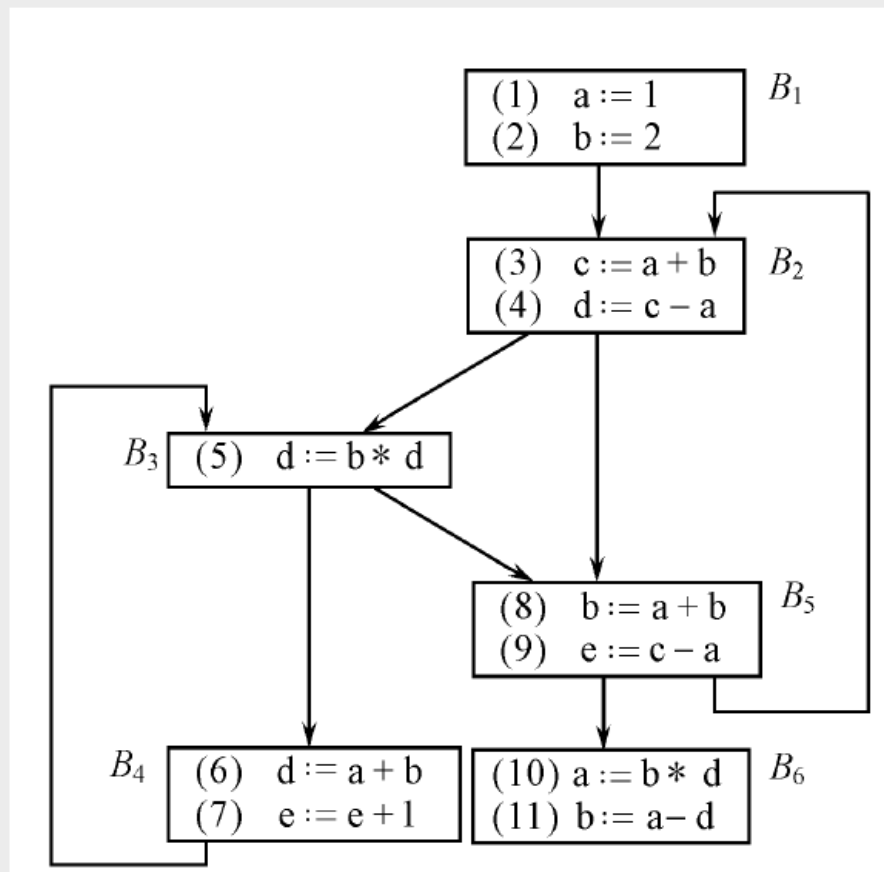 (1) a := 1
(2) b := 2
B1
(3) c := a + b
(4) d := c − a
B2
B3
(5) d := b * d
(8) b := a + b
(9) e := c − a
B5
B4
(6) d := a + b
(7) e := e + 1
(10) a := b * d
(11) b := a − d
B6